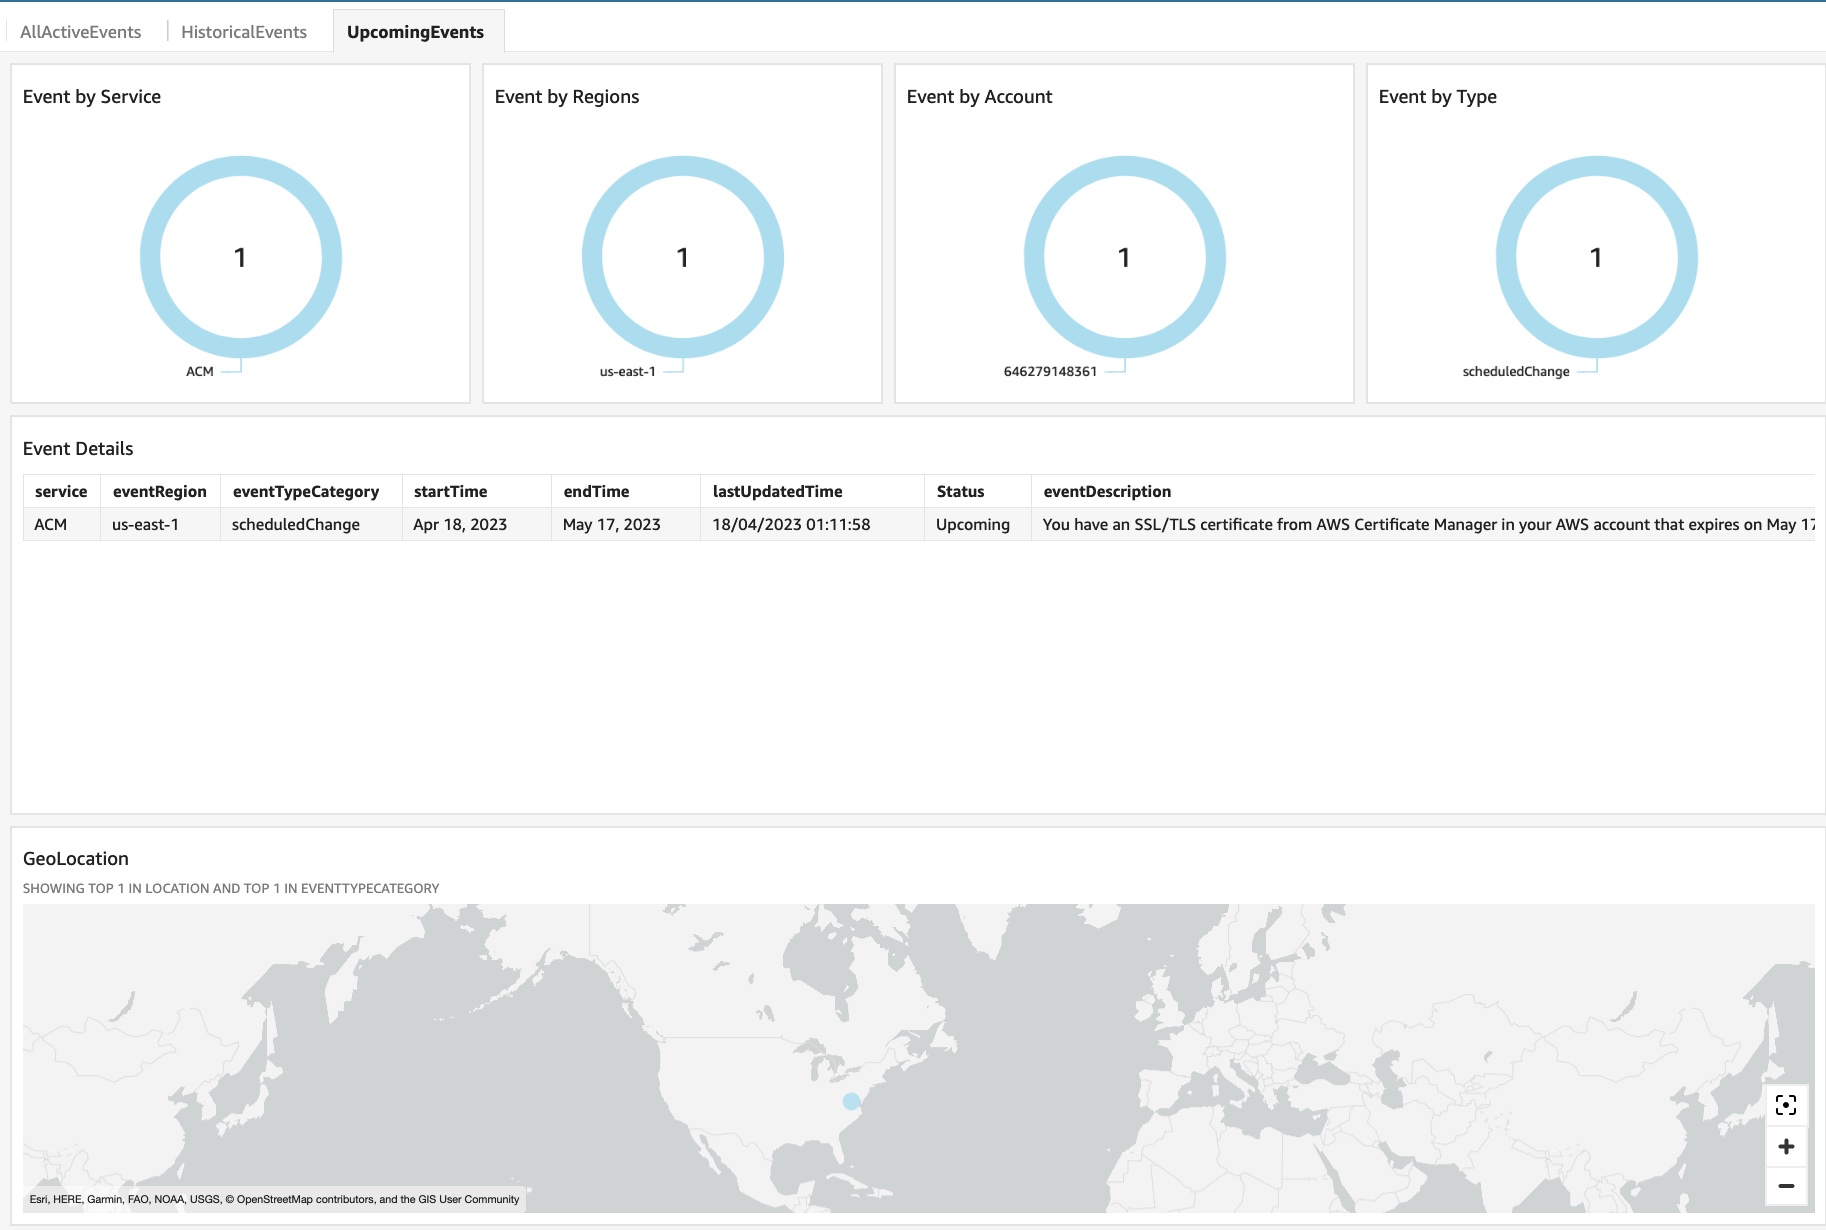 AllActiveEvents HistoricalEvents UpcomingEvents
Event by Service
1
ACM
Event by Regions
1
us-east-1
Event by Account
1
646279148361
Event by Type
1
scheduledChange
Event Details
service eventRegion eventTypeCategory startTime endTime lastUpdatedTime Status eventDescription
ACM us-east-1 scheduledChange Apr 18, 2023 May 17, 2023 18/04/2023 01:11:58 Upcoming You have an SSL/TLS certificate from AWS Certificate Manager in your AWS account that expires on May 17
GeoLocation
SHOWING TOP 1 IN LOCATION AND TOP 1 IN EVENTTYPECATEGORY
Esri, HERE, Garmin, FAO, NOAA, USGS, © OpenStreetMap contributors, and the GIS User Community